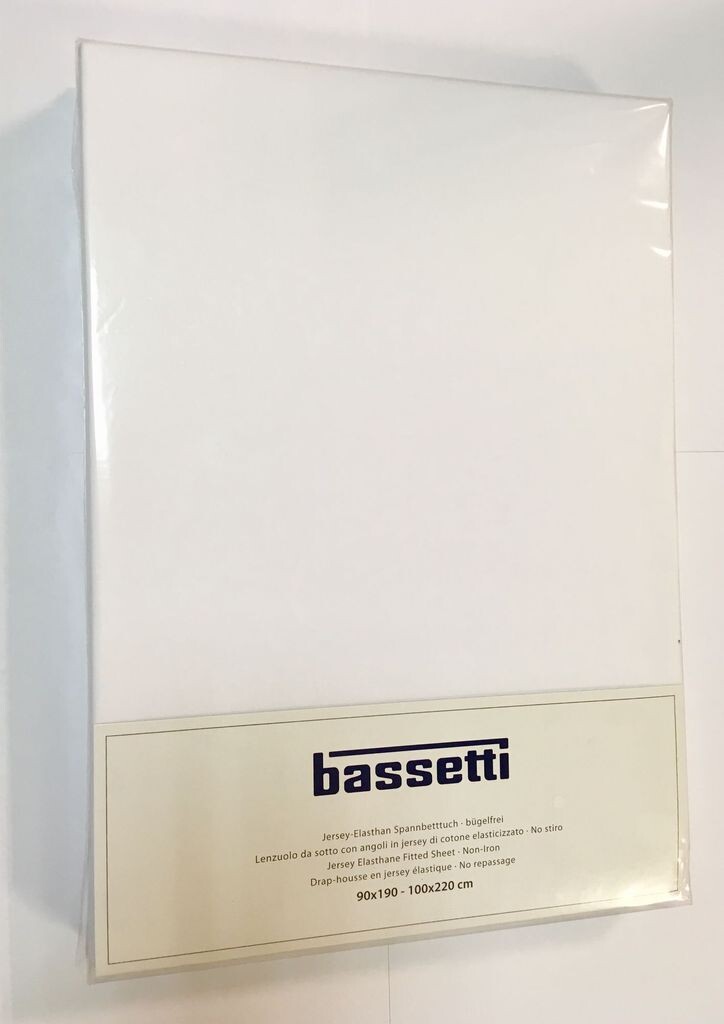 bassetti
Jersey-Elasthan Spannbetttuch · bügelfrei
Lenzuolo da sotto con angoli in jersey di cotone elasticizzato · No stiro
Jersey Elasthane Fitted Sheet · Non-Iron
Drap-housse en jersey élastique · No repassage
90x190 - 100x220 cm